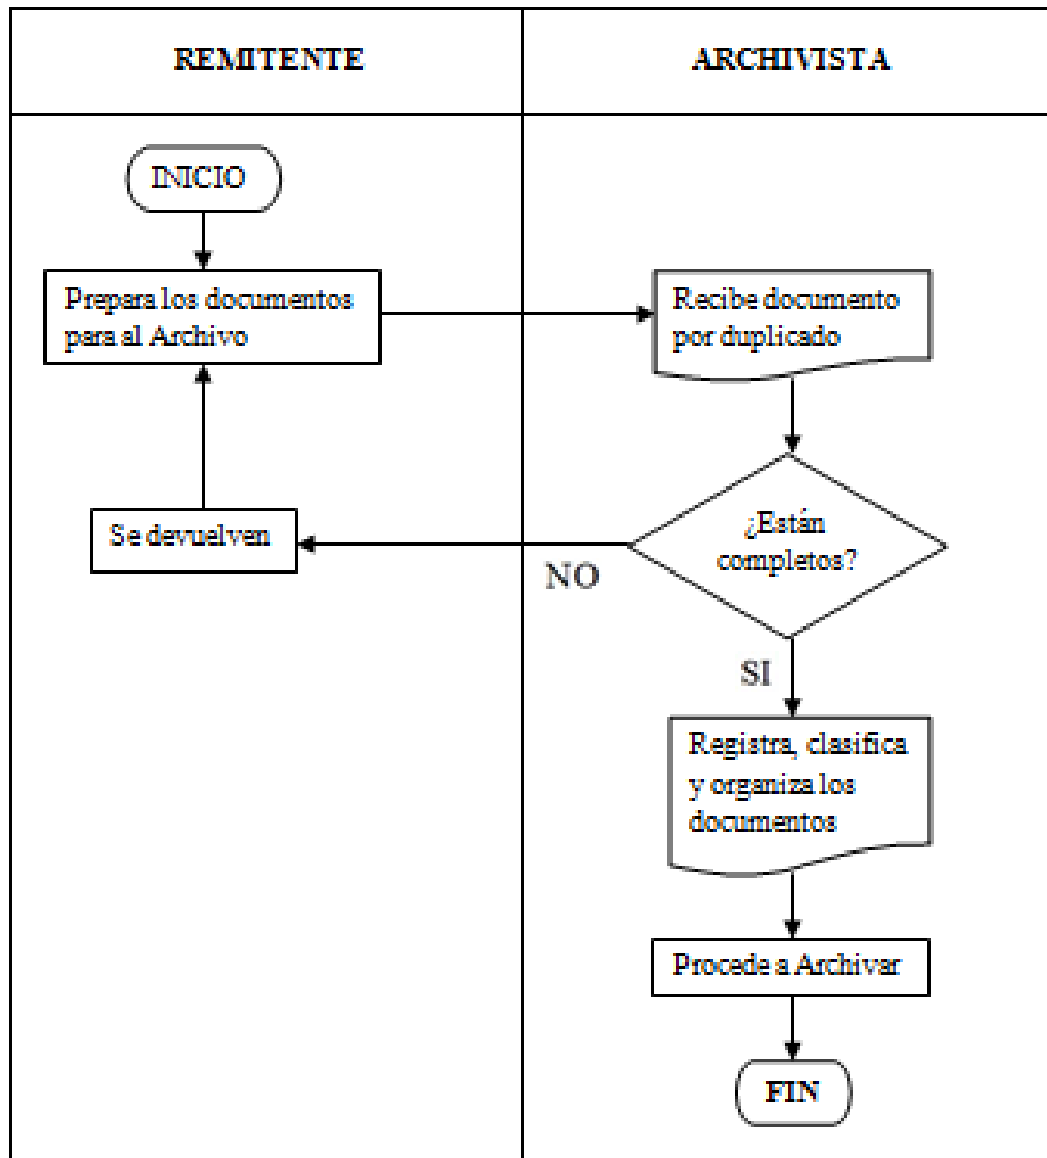 REMITENTE
ARCHIVISTA
INICIO
Prepara los documentos
para al Archivo
Recibe documento
por duplicado
¿Están
completos?
NO
Se devuelven
SI
Registra, clasifica
y organiza los
documentos
Procede a Archivar
FIN